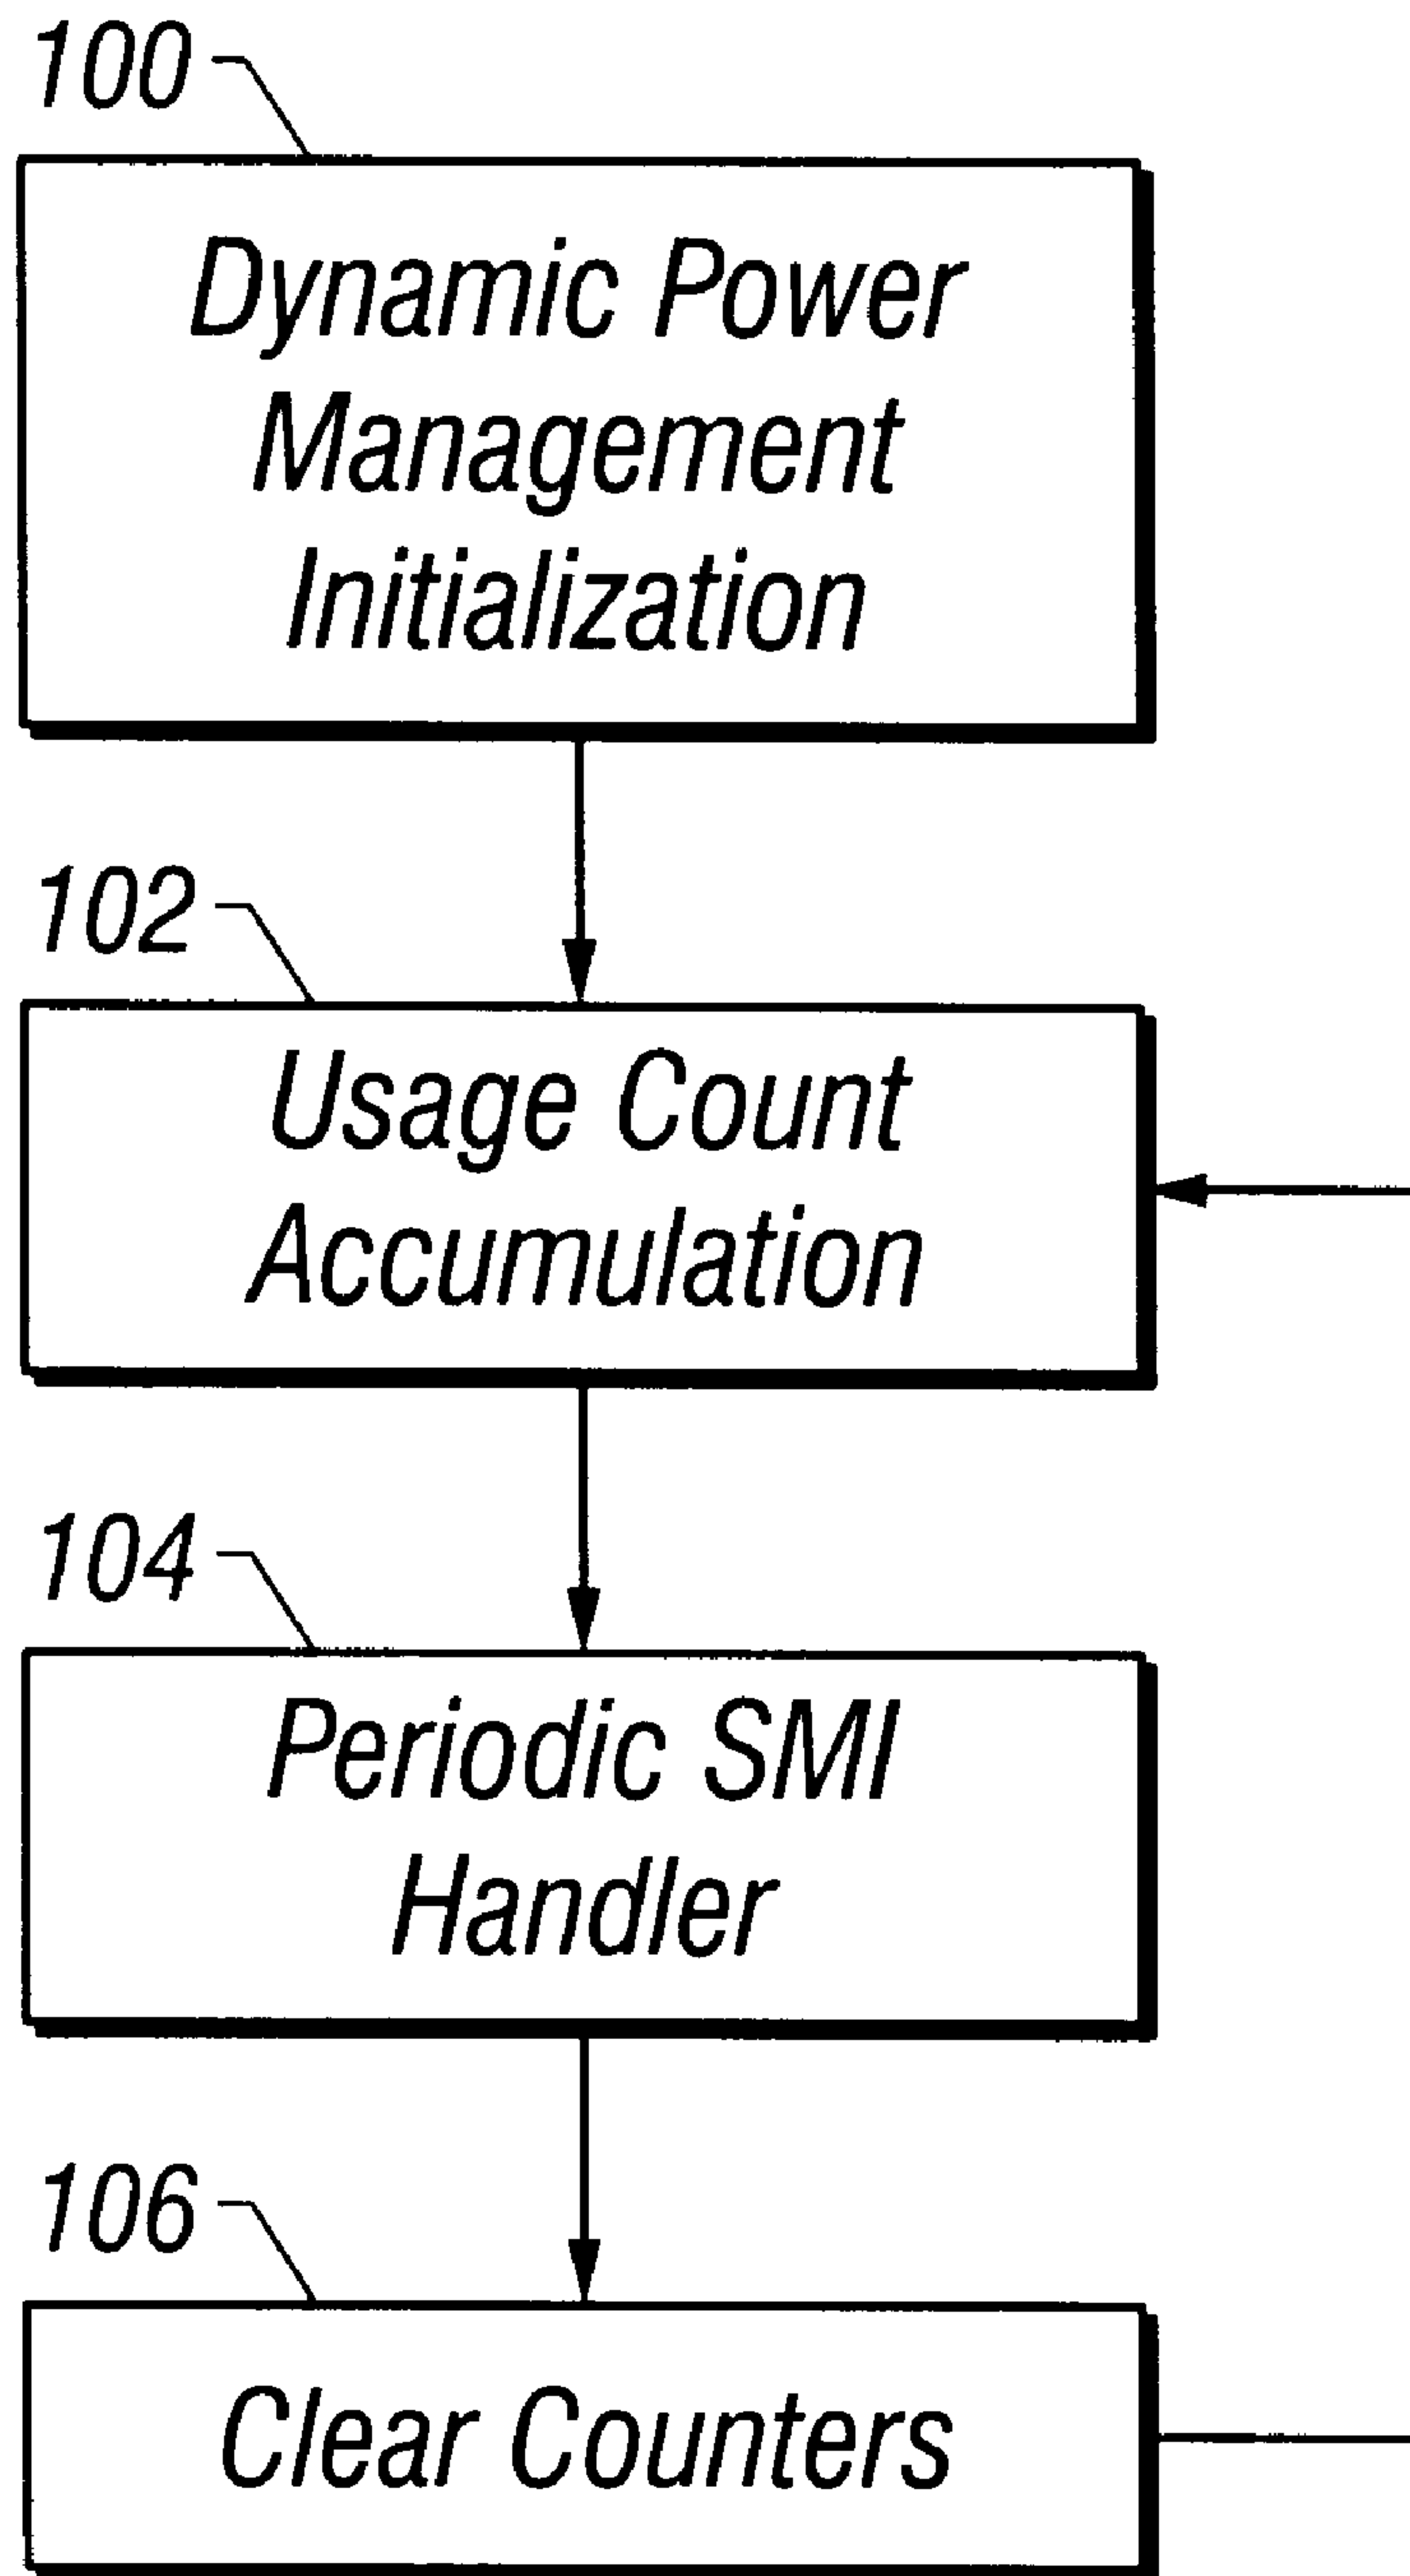 100
Dynamic Power
Management
Initialization
102
Usage Count
Accumulation
104
Periodic SMI
Handler
106
Clear Counters